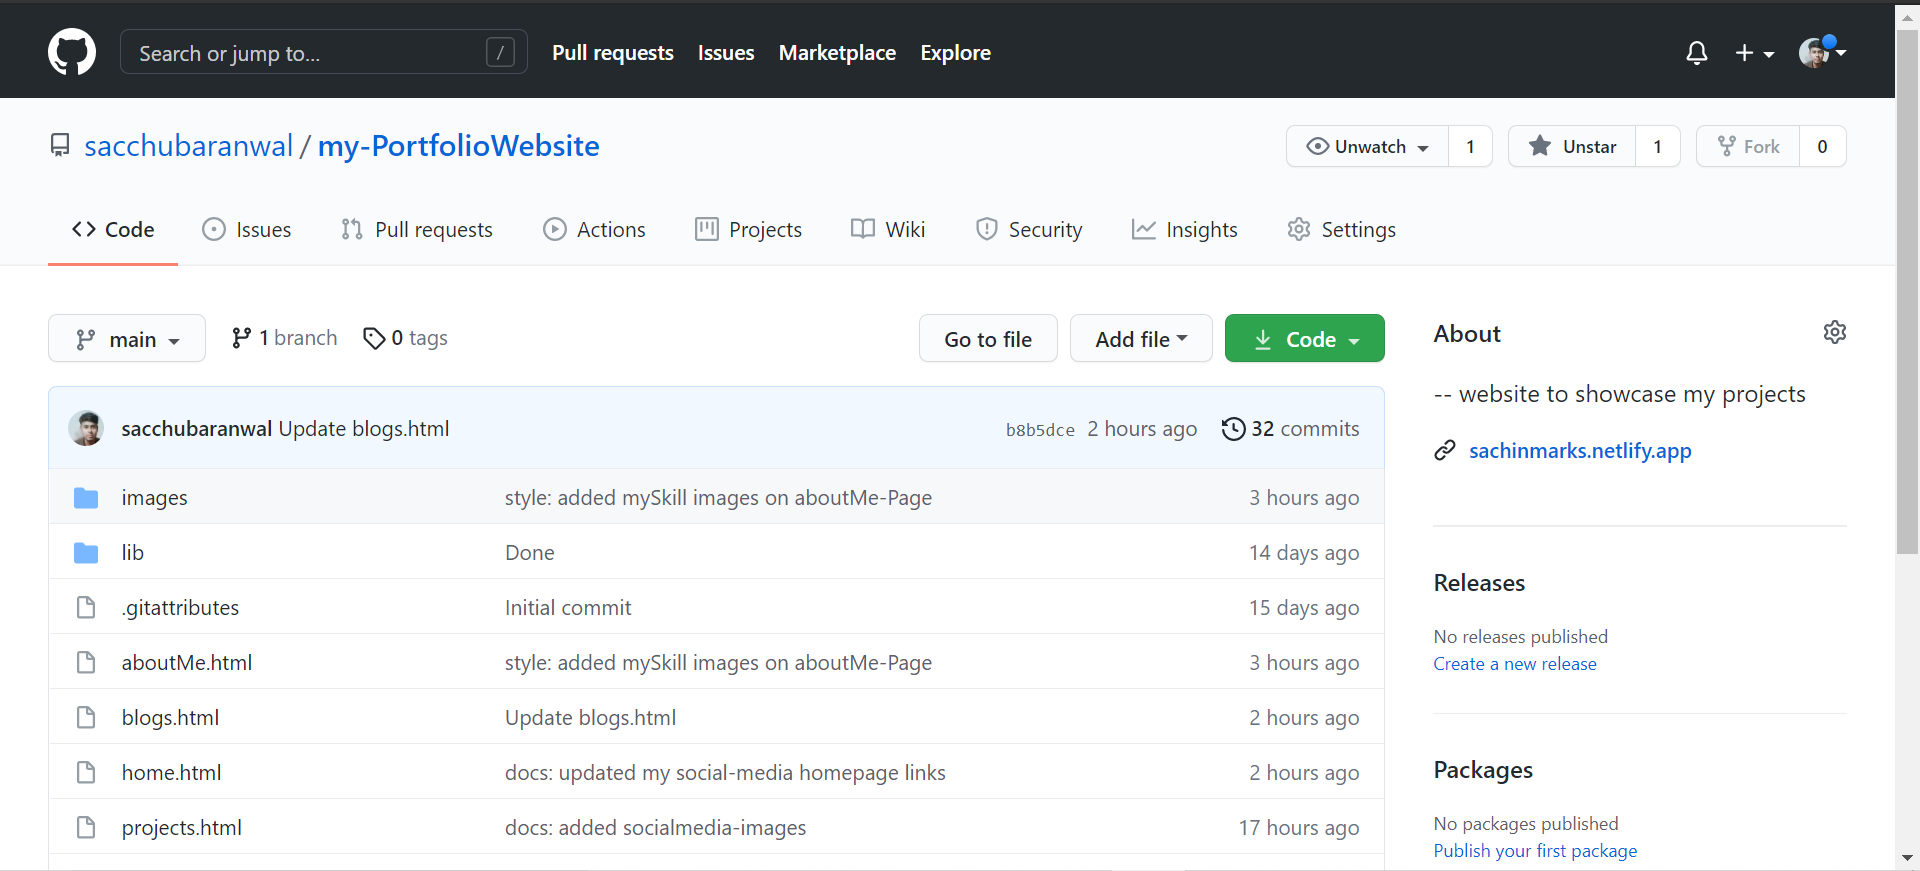 Search or jump to... /
Pull requests Issues Marketplace Explore
sacchubaranwal / my-PortfolioWebsite
Unwatch 1 Unstar 1 Fork 0
Code Issues Pull requests Actions Projects Wiki Security Insights Settings
main 1 branch 0 tags Go to file Add file Code
sacchubaranwal Update blogs.html b8b5dce 2 hours ago 32 commits
images style: added mySkill images on aboutMe-Page 3 hours ago
lib Done 14 days ago
.gitattributes Initial commit 15 days ago
aboutMe.html style: added mySkill images on aboutMe-Page 3 hours ago
blogs.html Update blogs.html 2 hours ago
home.html docs: updated my social-media homepage links 2 hours ago
projects.html docs: added socialmedia-images 17 hours ago
About
-- website to showcase my projects
sachinmarks.netlify.app
Releases
No releases published
Create a new release
Packages
No packages published
Publish your first package